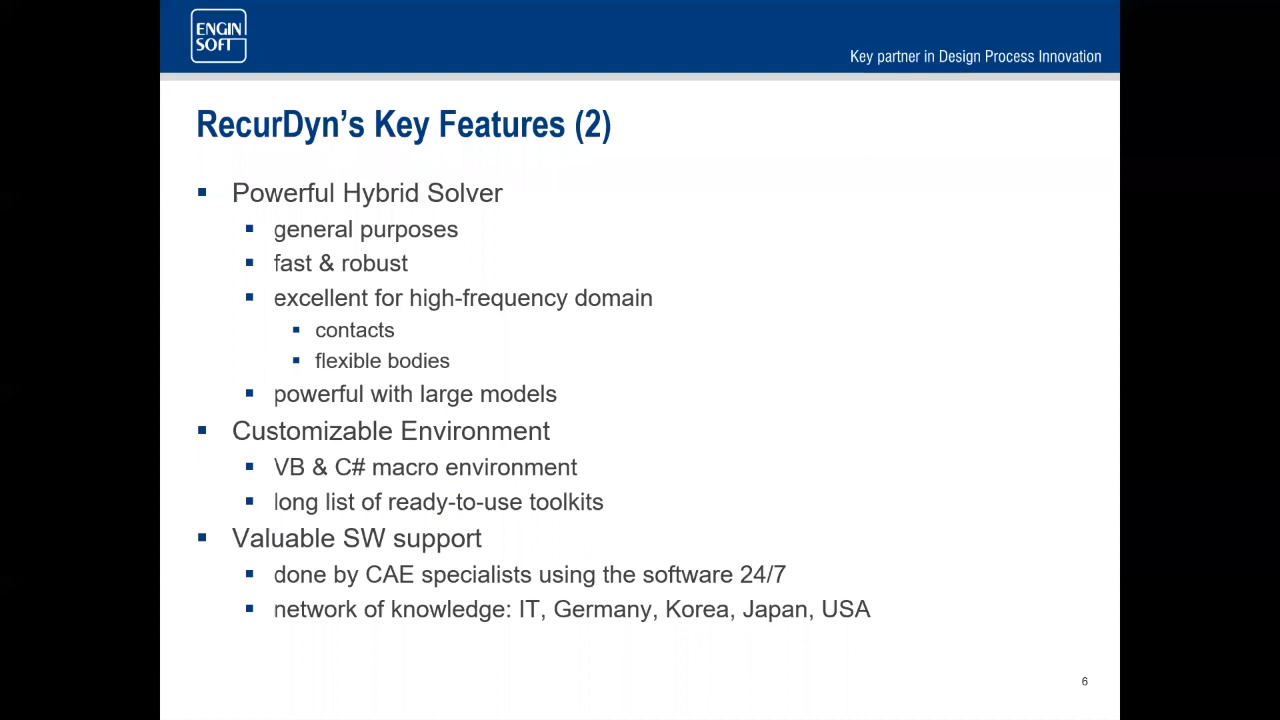 ENGIN
SOFT
Key partner in Design Process Innovation
RecurDyn’s Key Features (2)
Powerful Hybrid Solver
general purposes
fast & robust
excellent for high-frequency domain
contacts
flexible bodies
powerful with large models
Customizable Environment
VB & C# macro environment
long list of ready-to-use toolkits
Valuable SW support
done by CAE specialists using the software 24/7
network of knowledge: IT, Germany, Korea, Japan, USA
6